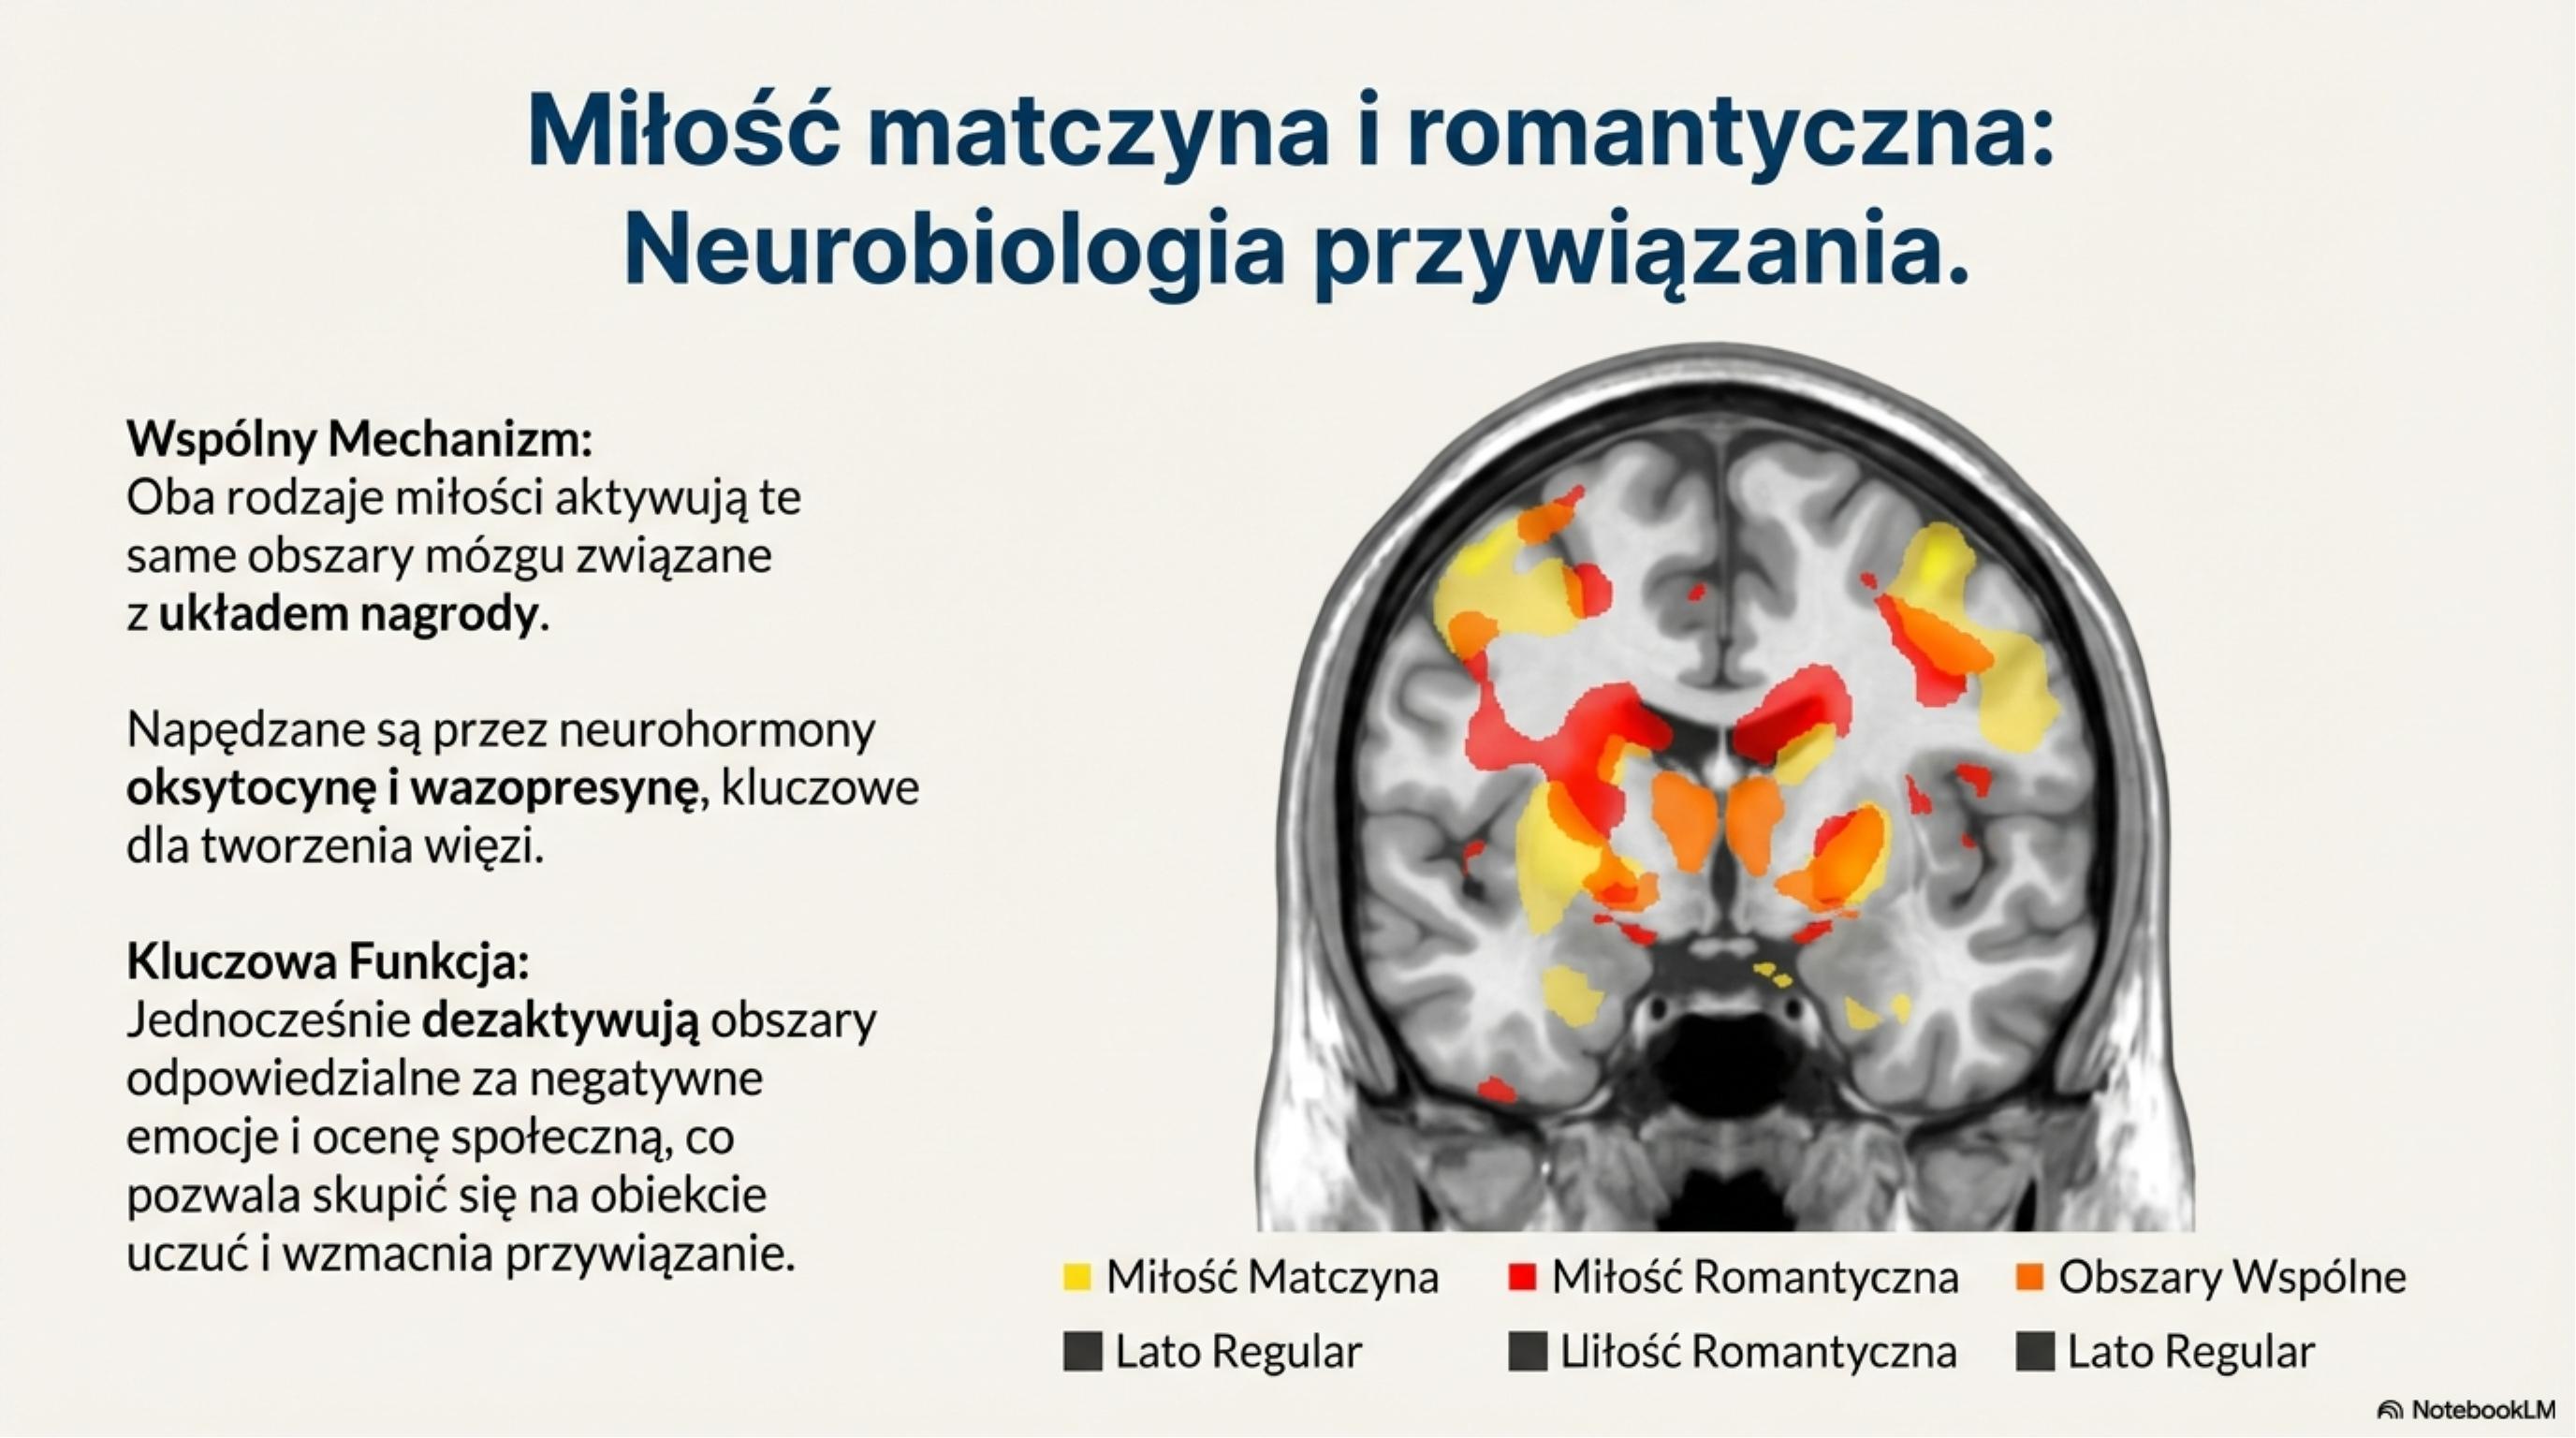 Miłość matczyna i romantyczna:
Neurobiologia przywiązania.
Wspólny Mechanizm:
Oba rodzaje miłości aktywują te
same obszary mózgu związane
z układem nagrody.
Napędzane są przez neurohormony
oksytocynę i wazopresynę, kluczowe
dla tworzenia więzi.
Kluczowa Funkcja:
Jednocześnie dezaktywują obszary
odpowiedzialne za negatywne
emocje i ocenę społeczną, co
pozwala skupić się na obiekcie
uczuć i wzmacnia przywiązanie.
Miłość Matczyna Miłość Romantyczna Obszary Wspólne
Lato Regular Uiłość Romantyczna Lato Regular
NotebookLM